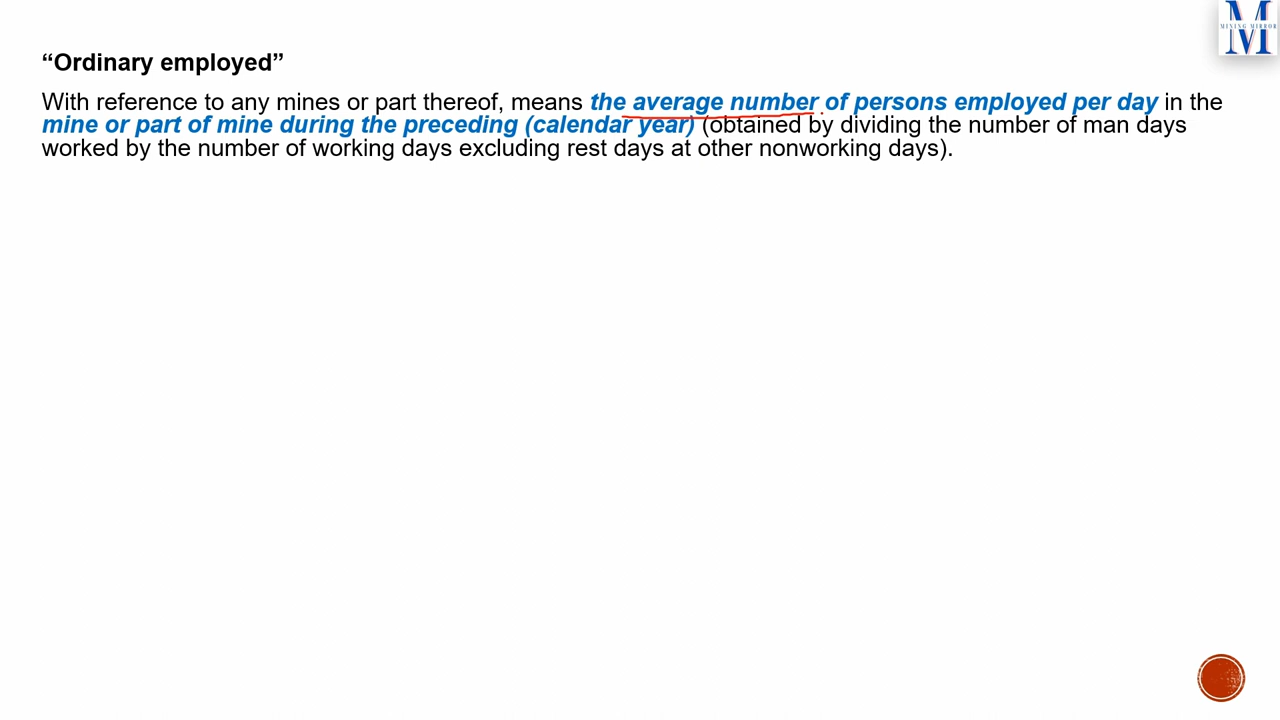 M
MINING MIRROR
“Ordinary employed”
With reference to any mines or part thereof, means the average number of persons employed per day in the
mine or part of mine during the preceding (calendar year) (obtained by dividing the number of man days
worked by the number of working days excluding rest days at other nonworking days).